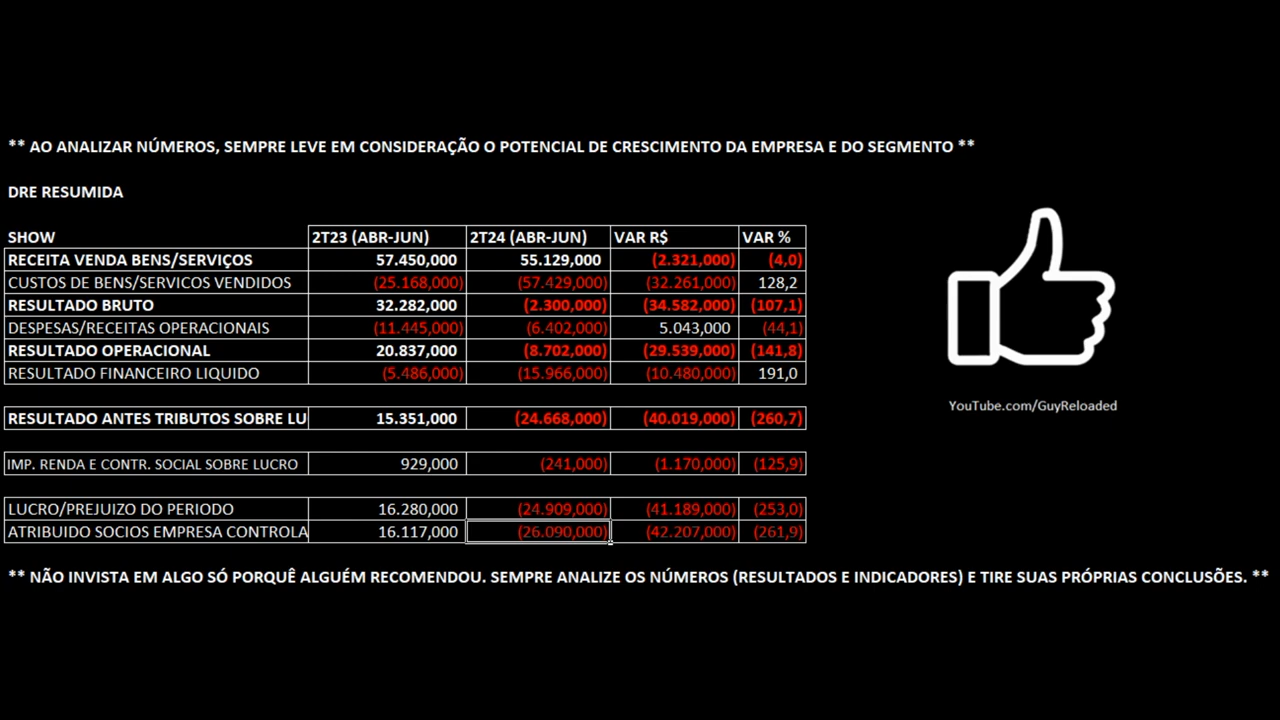 ** AO ANALIZAR NÚMEROS, SEMPRE LEVE EM CONSIDERAÇÃO O POTENCIAL DE CRESCIMENTO DA EMPRESA E DO SEGMENTO **
DRE RESUMIDA
SHOW 2T23 (ABR-JUN) 2T24 (ABR-JUN) VAR R$ VAR %
RECEITA VENDA BENS/SERVIÇOS 57.450,000 55.129,000 (2.321,000) (4,0)
CUSTOS DE BENS/SERVICOS VENDIDOS (25.168,000) (57.429,000) (32.261,000) 128,2
RESULTADO BRUTO 32.282,000 (2.300,000) (34.582,000) (107,1)
DESPESAS/RECEITAS OPERACIONAIS (11.445,000) (6.402,000) 5.043,000 (44,1)
RESULTADO OPERACIONAL 20.837,000 (8.702,000) (29.539,000) (141,8)
RESULTADO FINANCEIRO LIQUIDO (5.486,000) (15.966,000) (10.480,000) 191,0
RESULTADO ANTES TRIBUTOS SOBRE LU 15.351,000 (24.668,000) (40.019,000) (260,7)
IMP. RENDA E CONTR. SOCIAL SOBRE LUCRO 929,000 (241,000) (1.170,000) (125,9)
LUCRO/PREJUIZO DO PERIODO 16.280,000 (24.909,000) (41.189,000) (253,0)
ATRIBUIDO SOCIOS EMPRESA CONTROLA 16.117,000 (26.090,000) (42.207,000) (261,9)
YouTube.com/GuyReloaded
** NÃO INVISTA EM ALGO SÓ PORQUÊ ALGUÉM RECOMENDOU. SEMPRE ANALIZE OS NÚMEROS (RESULTADOS E INDICADORES) E TIRE SUAS PRÓPRIAS CONCLUSÕES. **